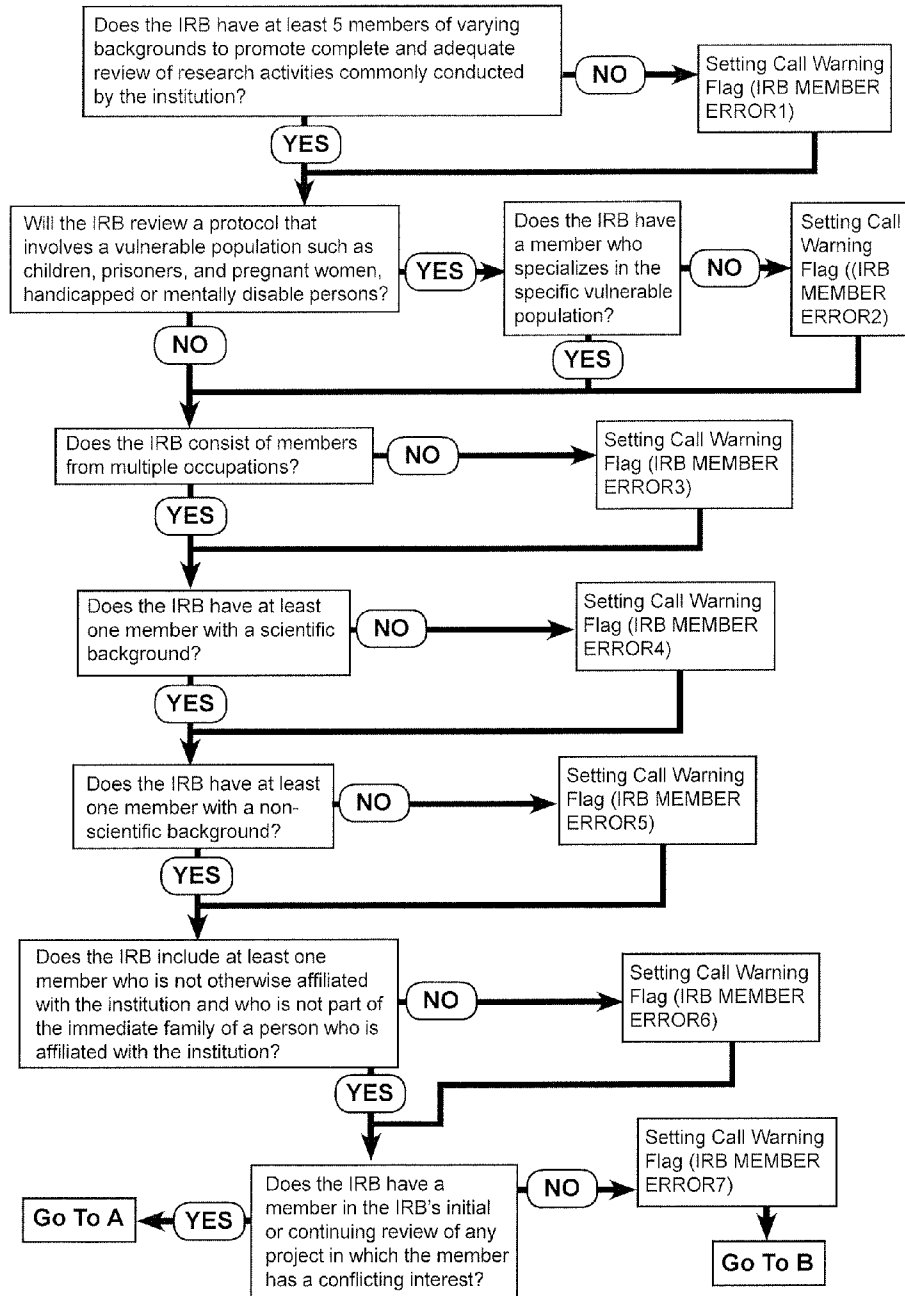 Does the IRB have at least 5 members of varying
backgrounds to promote complete and adequate
review of research activities commonly conducted
by the institution?
NO
Setting Call Warning
Flag (IRB MEMBER
ERROR1)
YES
Will the IRB review a protocol that
involves a vulnerable population such as
children, prisoners, and pregnant women,
handicapped or mentally disable persons?
YES
Does the IRB have
a member who
specializes in the
specific vulnerable
population?
NO
Setting Call
Warning
Flag ((IRB
MEMBER
ERROR2)
NO
YES
Does the IRB consist of members
from multiple occupations?
NO
Setting Call Warning
Flag (IRB MEMBER
ERROR3)
YES
Does the IRB have at least
one member with a scientific
background?
NO
Setting Call Warning
Flag (IRB MEMBER
ERROR4)
YES
Does the IRB have at least
one member with a non-
scientific background?
NO
Setting Call Warning
Flag (IRB MEMBER
ERROR5)
YES
Does the IRB include at least one
member who is not otherwise affiliated
with the institution and who is not part of
the immediate family of a person who is
affiliated with the institution?
NO
Setting Call Warning
Flag (IRB MEMBER
ERROR6)
YES
Does the IRB have a
member in the IRB's initial
or continuing review of any
project in which the member
has a conflicting interest?
NO
Setting Call Warning
Flag (IRB MEMBER
ERROR7)
YES
Go To A
Go To B